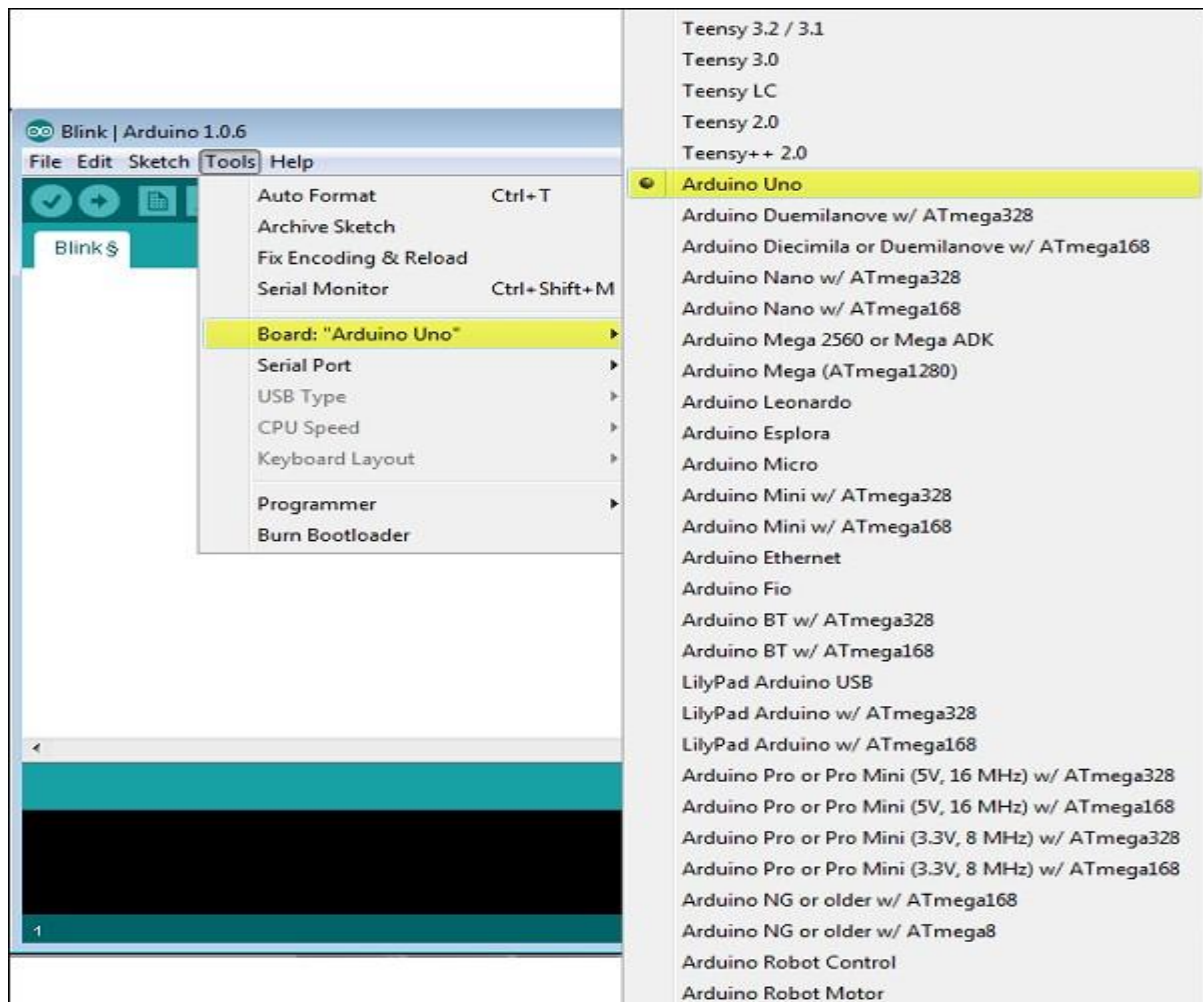 Blink | Arduino 1.0.6
File Edit Sketch Tools Help
Blink §
Auto Format Ctrl+T
Archive Sketch
Fix Encoding & Reload
Serial Monitor Ctrl+Shift+M
Board: "Arduino Uno"
Serial Port
USB Type
CPU Speed
Keyboard Layout
Programmer
Burn Bootloader
1
Teensy 3.2 / 3.1
Teensy 3.0
Teensy LC
Teensy 2.0
Teensy++ 2.0
Arduino Uno
Arduino Duemilanove w/ ATmega328
Arduino Diecimila or Duemilanove w/ ATmega168
Arduino Nano w/ ATmega328
Arduino Nano w/ ATmega168
Arduino Mega 2560 or Mega ADK
Arduino Mega (ATmega1280)
Arduino Leonardo
Arduino Esplora
Arduino Micro
Arduino Mini w/ ATmega328
Arduino Mini w/ ATmega168
Arduino Ethernet
Arduino Fio
Arduino BT w/ ATmega328
Arduino BT w/ ATmega168
LilyPad Arduino USB
LilyPad Arduino w/ ATmega328
LilyPad Arduino w/ ATmega168
Arduino Pro or Pro Mini (5V, 16 MHz) w/ ATmega328
Arduino Pro or Pro Mini (5V, 16 MHz) w/ ATmega168
Arduino Pro or Pro Mini (3.3V, 8 MHz) w/ ATmega328
Arduino Pro or Pro Mini (3.3V, 8 MHz) w/ ATmega168
Arduino NG or older w/ ATmega168
Arduino NG or older w/ ATmega8
Arduino Robot Control
Arduino Robot Motor